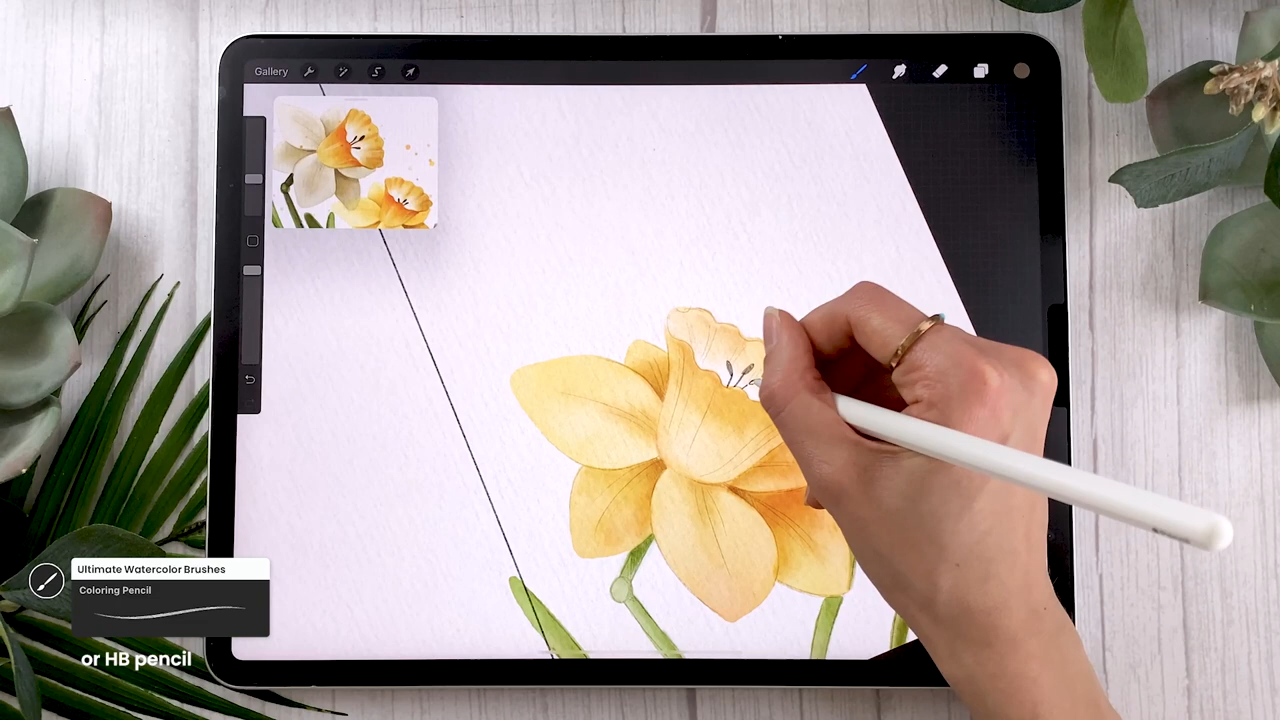 Gallery
Ultimate Watercolor Brushes
Coloring Pencil
or HB pencil